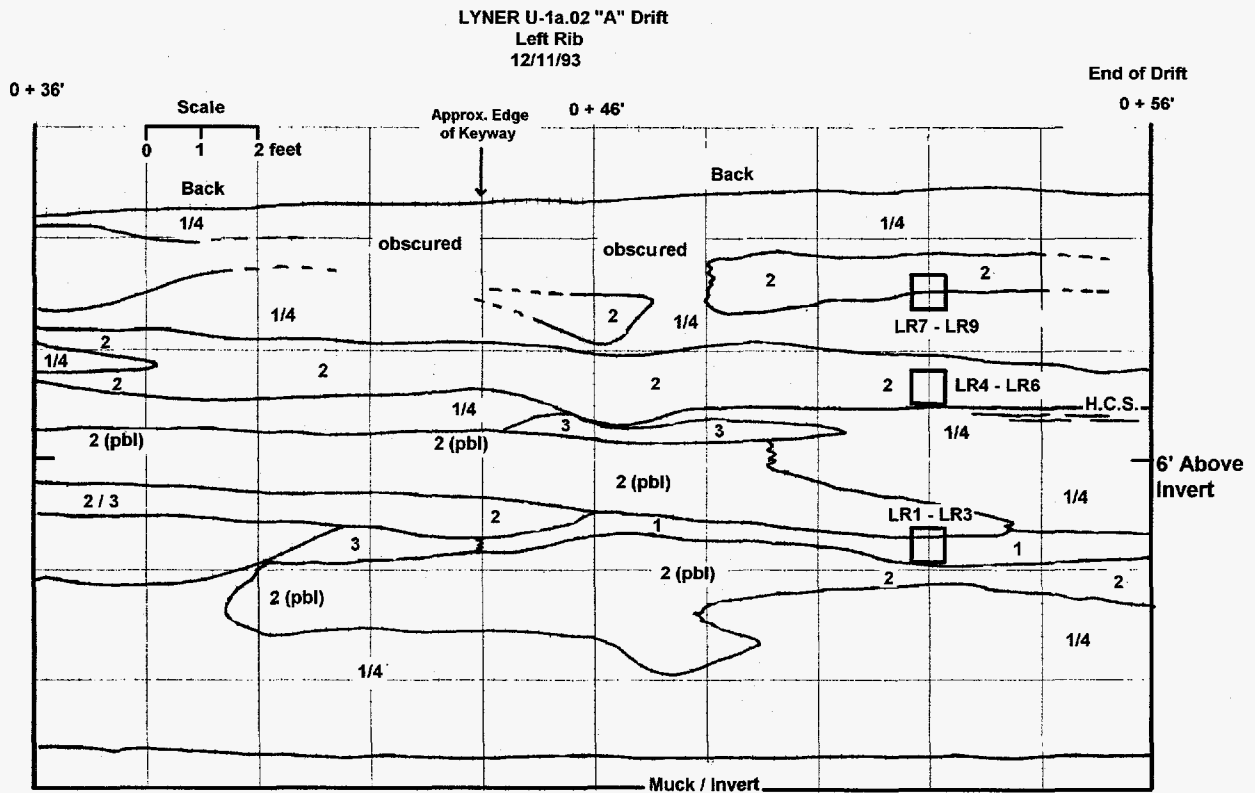 LYNER U-1a.02 "A" Drift
Left Rib
12/11/93
0 + 36'
Scale
0 1 2 feet
Approx. Edge
of Keyway
0 + 46'
End of Drift
0 + 56'
Back
Back
1/4
1/4
obscured
obscured
2
2
2
1/4
1/4
LR7 - LR9
2
1/4
2
2
2
2
LR4 - LR6
H.C.S.
1/4
3
3
1/4
2 (pbl)
2 (pbl)
6' Above
Invert
2 (pbl)
2 / 3
1/4
2
1
LR1 - LR3
3
1
2 (pbl)
2
2
2 (pbl)
1/4
1/4
Muck / Invert